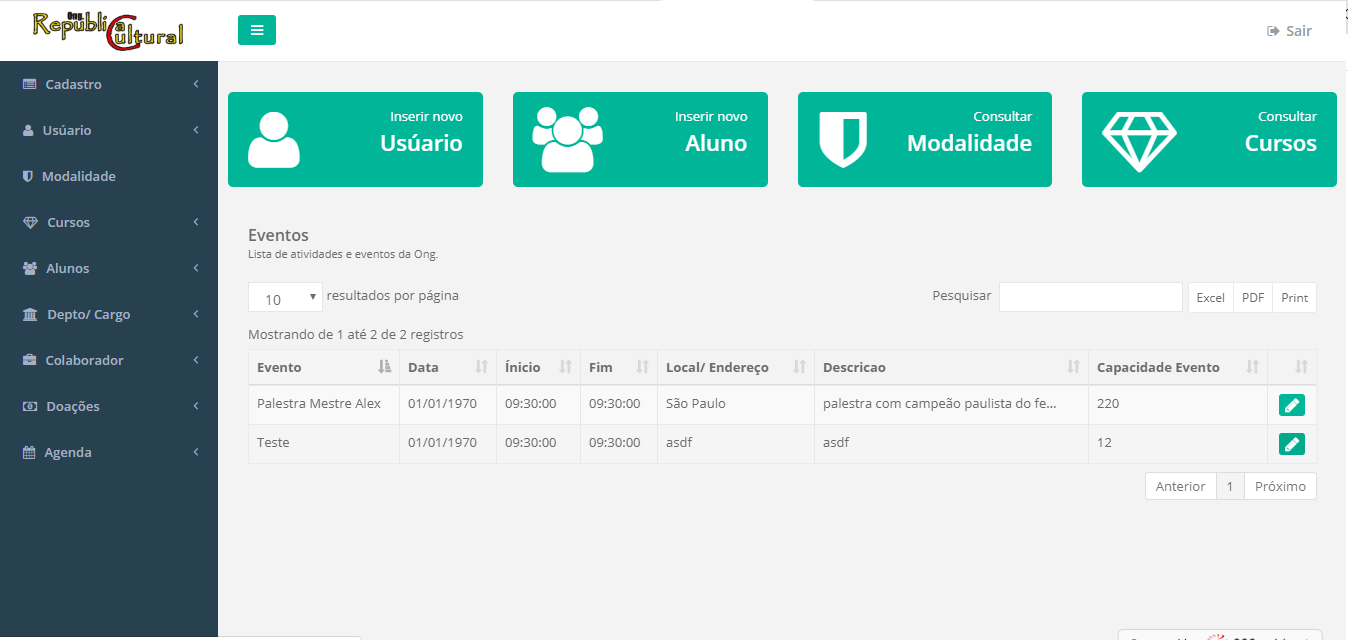 Ong.
República Cultural
Sair
Cadastro
Usúario
Modalidade
Cursos
Alunos
Depto/ Cargo
Colaborador
Doações
Agenda
Inserir novo
Usúario
Inserir novo
Aluno
Consultar
Modalidade
Consultar
Cursos
Eventos
Lista de atividades e eventos da Ong.
10 resultados por página
Pesquisar Excel PDF Print
Mostrando de 1 até 2 de 2 registros
Evento Data Ínicio Fim Local/ Endereço Descricao Capacidade Evento
Palestra Mestre Alex 01/01/1970 09:30:00 09:30:00 São Paulo palestra com campeão paulista do fe... 220
Teste 01/01/1970 09:30:00 09:30:00 asdf asdf 12
Anterior 1 Próximo